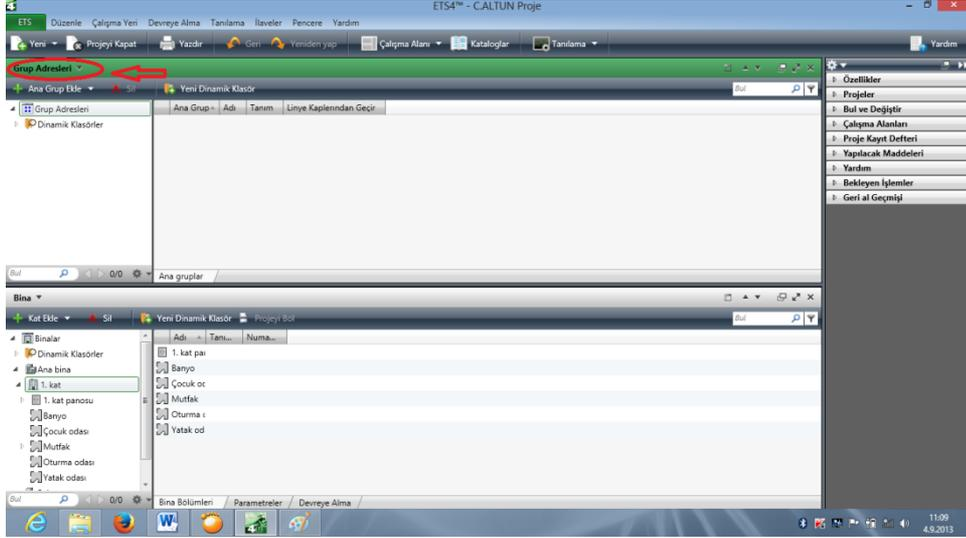 ETS4™ - C.ALTUN Proje
ETS Düzenle Çalışma Yeri Devreye Alma Tanılama İlaveler Pencere Yardım
Yeni Projeyi Kapat Yazdır Geri Yeniden yap Çalışma Alanı Kataloglar Tanılama Yardım
Grup Adresleri
Ana Grup Ekle Sil Yeni Dinamik Klasör Bul
Grup Adresleri
Dinamik Klasörler
Ana Grup Adı Tanım Linye Kaplerından Geçir
Bul 0/0 Ana gruplar
Özellikler
Projeler
Bul ve Değiştir
Çalışma Alanları
Proje Kayıt Defteri
Yapılacak Maddeleri
Yardım
Bekleyen İşlemler
Geri al Geçmişi
Bina
Kat Ekle Sil Yeni Dinamik Klasör Projeyi Böl Bul
Binalar
Dinamik Klasörler
Ana bina
1. kat
1. kat panosu
Banyo
Çocuk odası
Mutfak
Oturma odası
Yatak odası
Adı Tanı... Numa...
1. kat pa
Banyo
Çocuk oc
Mutfak
Oturma
Yatak od
Bul 0/0 Bina Bölümleri Parametreler Devreye Alma
11:09
4.9.2013